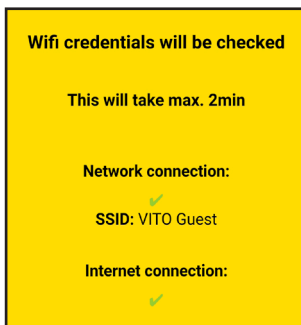 Wifi credentials will be checked
This will take max. 2min
Network connection:
✔
SSID: VITO Guest
Internet connection:
✔